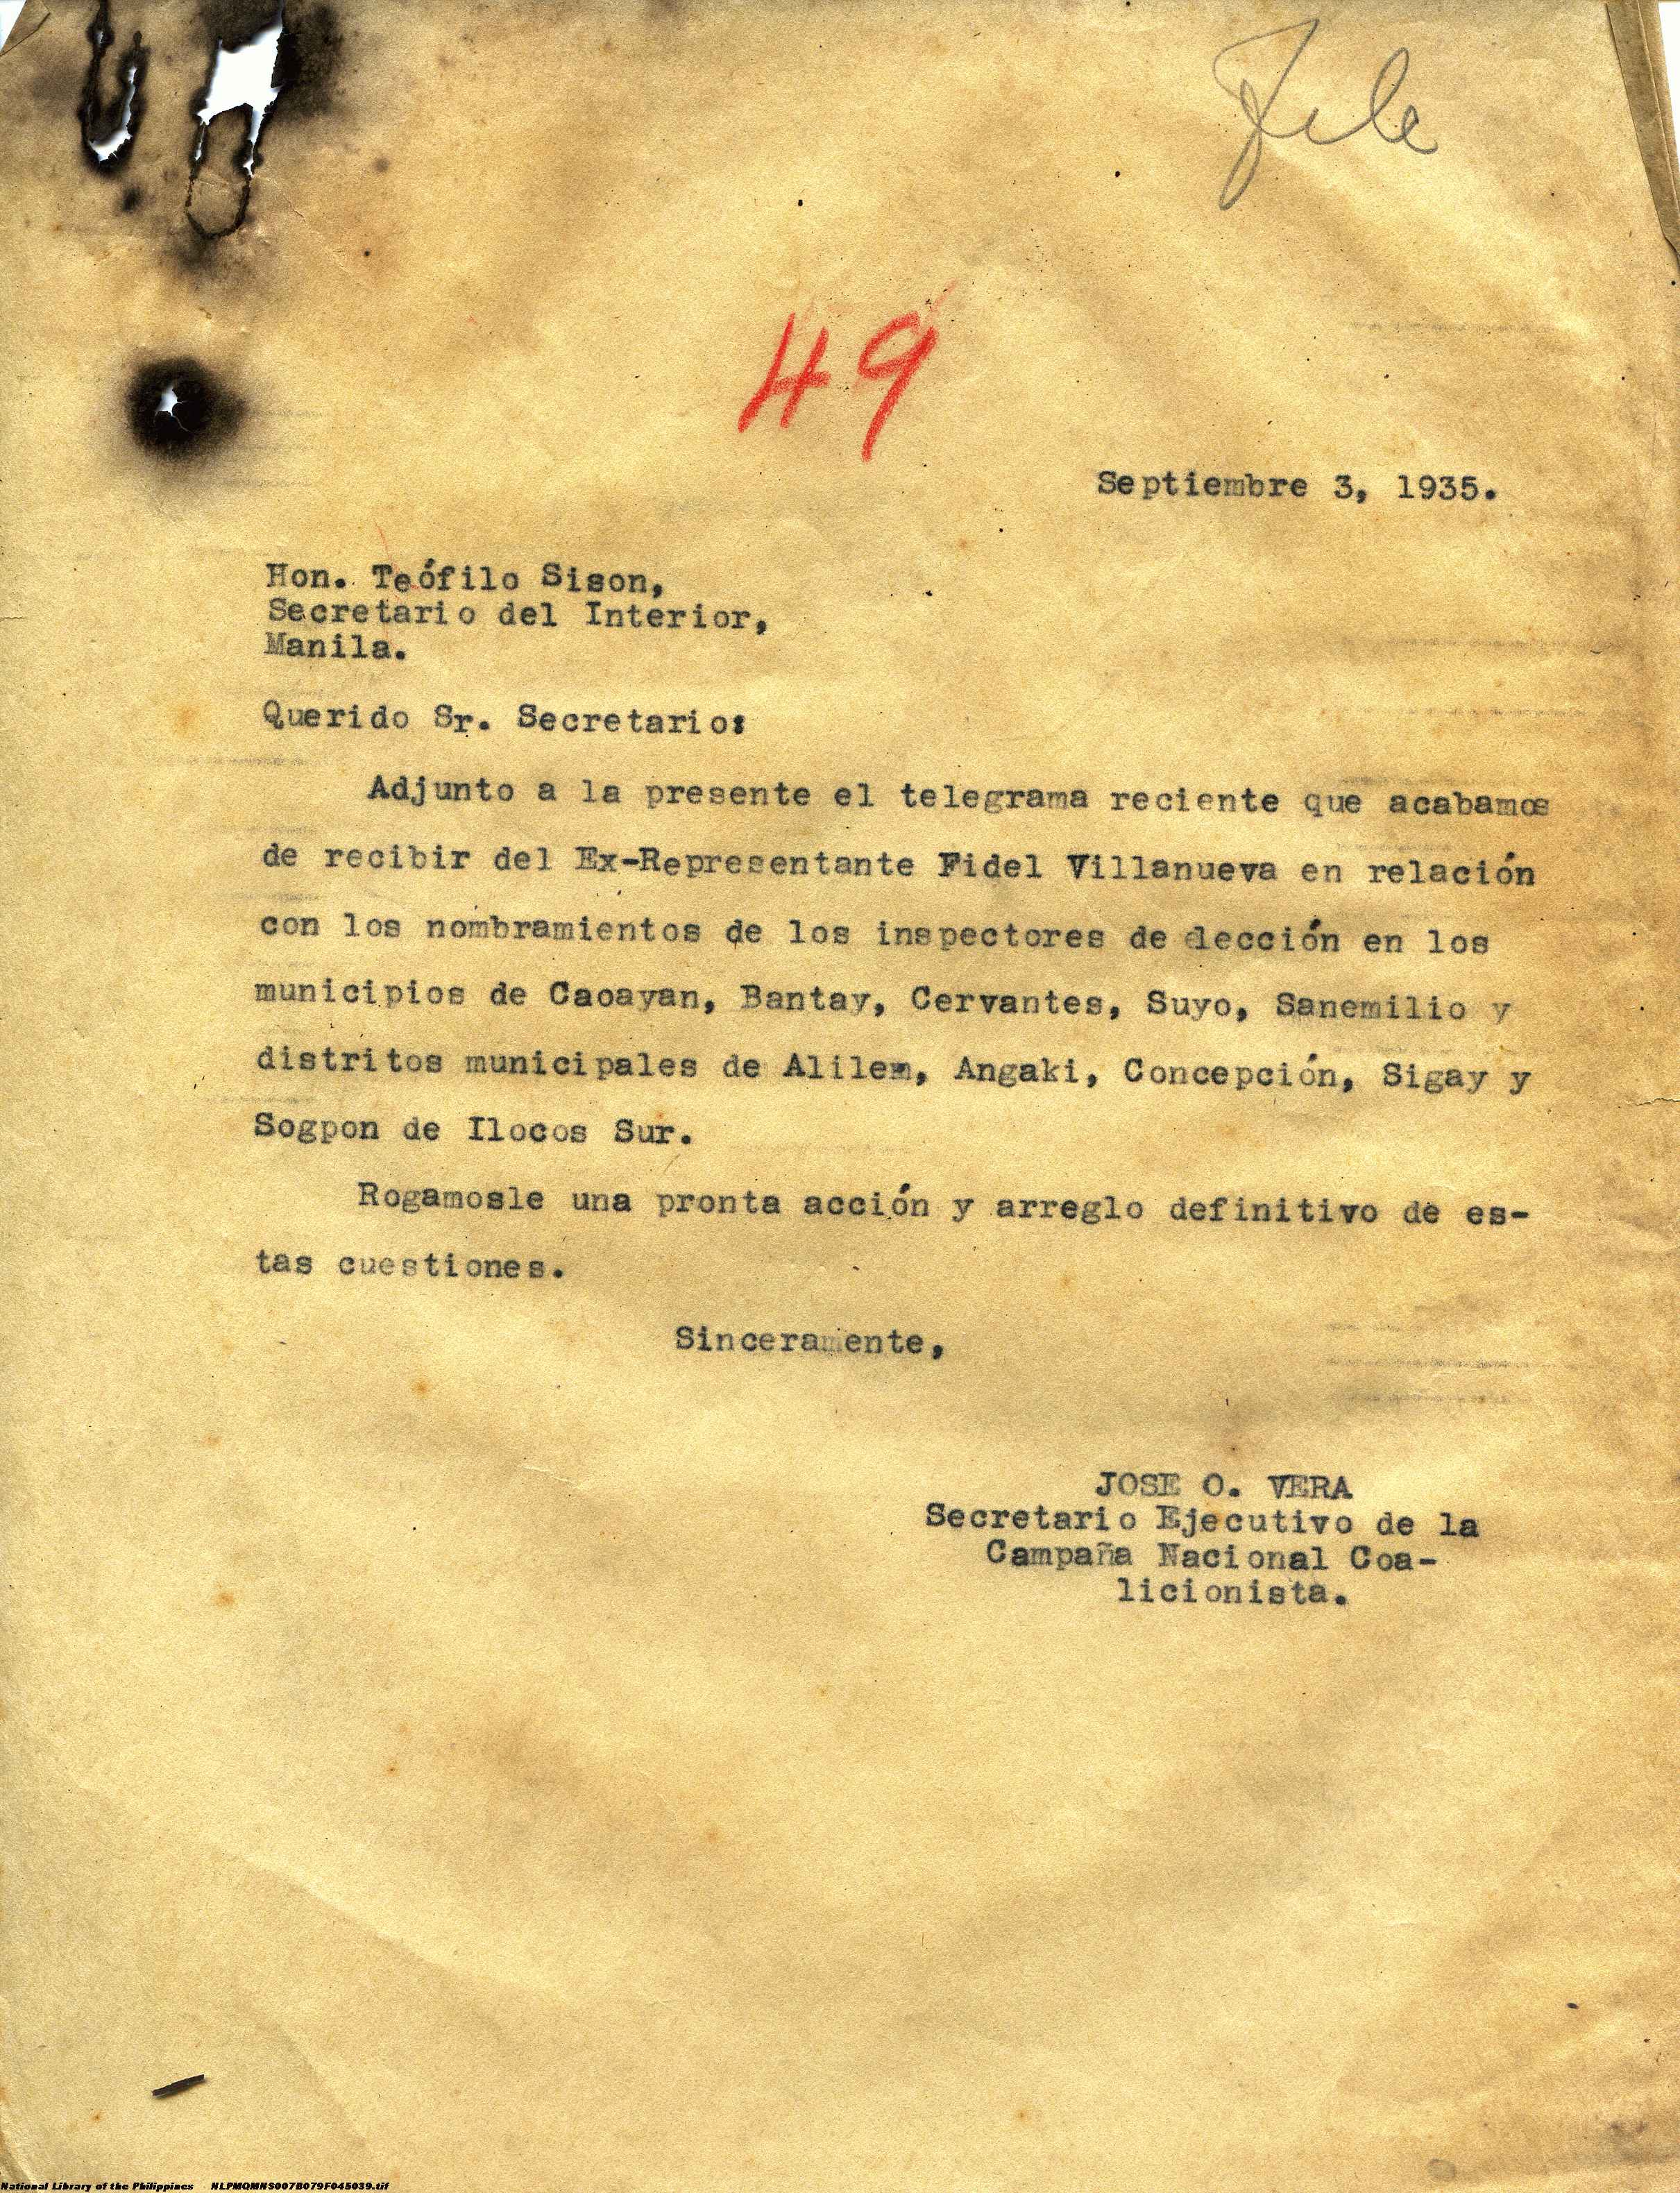 File
49
Septiembre 3, 1935.
Hon. Teófilo Sison,
Secretario del Interior,
Manila.
Querido Sr. Secretario:
Adjunto a la presente el telegrama reciente que acabamos
de recibir del Ex-Representante Fidel Villanueva en relación
con los nombramientos de los inspectores de elección en los
municipios de Caoayan, Bantay, Cervantes, Suyo, Sanemilio y
distritos municipales de Alilem, Angaki, Concepción, Sigay y
Sogpon de Ilocos Sur.
Rogamosle una pronta acción y arreglo definitivo de es-
tas cuestiones.
Sinceramente,
JOSE O. VERA
Secretario Ejecutivo de la
Campaña Nacional Coa-
licionista.
National Library of the Philippines NLPMQMNS007B079F045039.tif